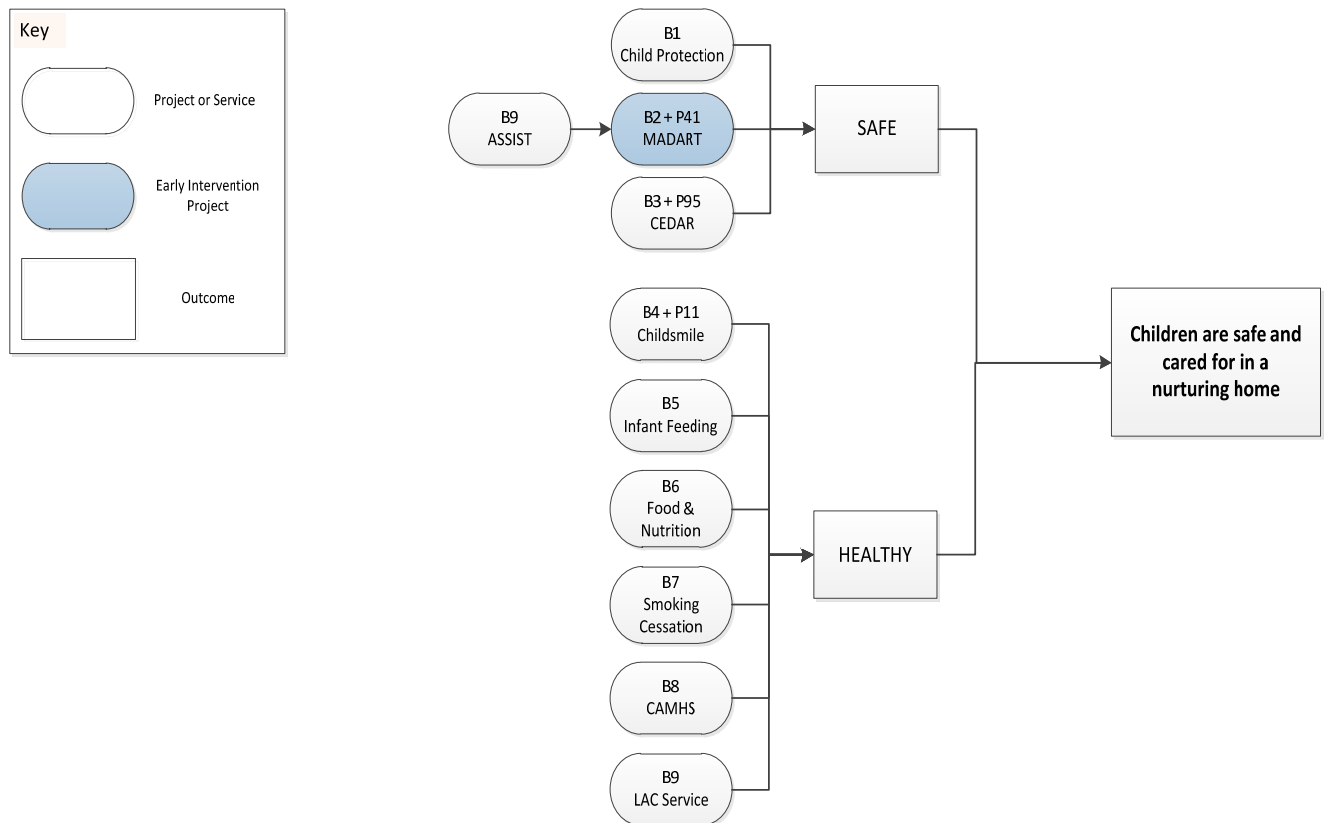 Key
Project or Service
Early Intervention
Project
Outcome
B9
ASSIST
B1
Child Protection
B2 + P41
MADART
B3 + P95
CEDAR
SAFE
B4 + P11
Childsmile
B5
Infant Feeding
B6
Food &
Nutrition
B7
Smoking
Cessation
B8
CAMHS
B9
LAC Service
HEALTHY
Children are safe and
cared for in a
nurturing home